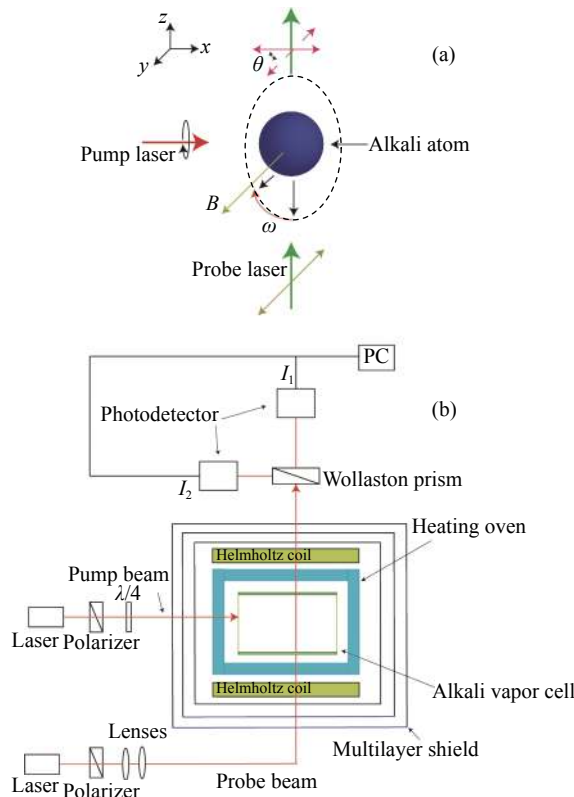 z
x
y
(a)
θ
Pump laser
Alkali atom
B
ω
Probe laser
PC
I₁
(b)
Photodetector
I₂
Wollaston prism
Heating oven
Helmholtz coil
Pump beam
λ/4
Laser
Polarizer
Helmholtz coil
Alkali vapor cell
Lenses
Multilayer shield
Laser
Polarizer
Probe beam